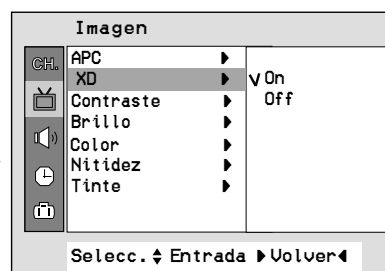 Imagen
CH.
APC
XD
Contraste
Brillo
Color
Nitidez
Tinte
On
Off
Selecc. Entrada Volver